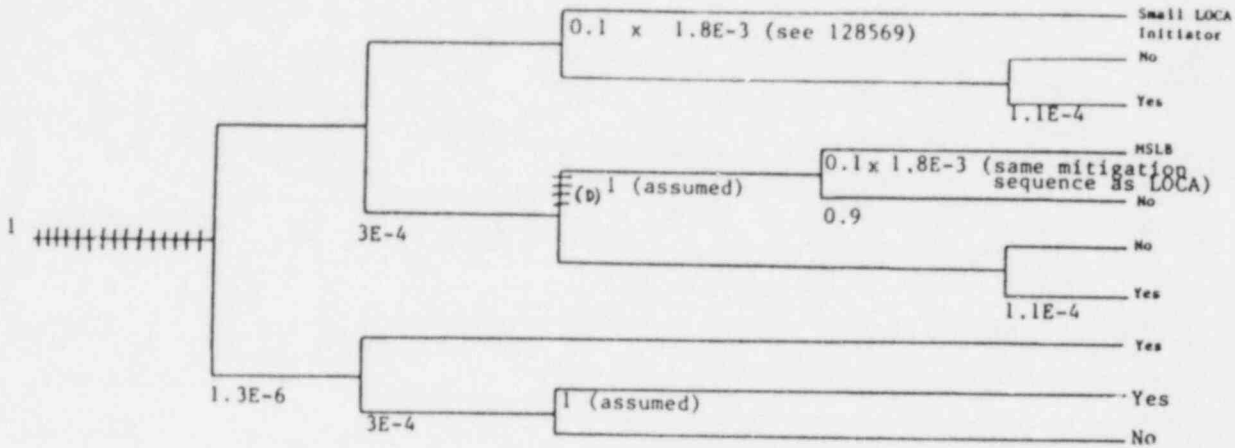 Small LOCA
Initiator
0.1 x 1.8E-3 (see 128569)
No
Yes
1.1E-4
MSLB
0.1 x 1.8E-3 (same mitigation
sequence as LOCA)
1 (assumed)
(D)
No
0.9
3E-4
1
No
Yes
1.1E-4
Yes
1.3E-6
Yes
1 (assumed)
3E-4
No